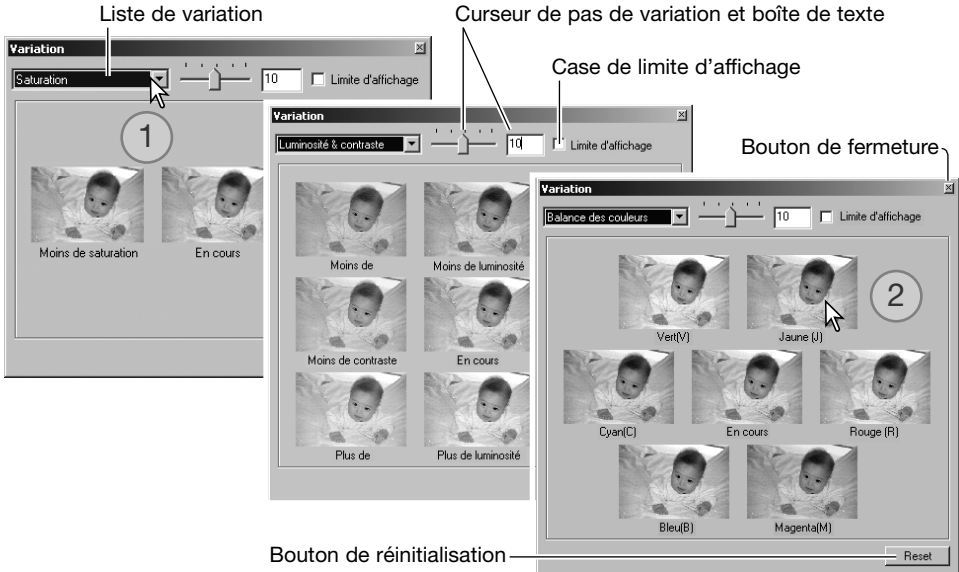 Liste de variation
Curseur de pas de variation et boîte de texte
Case de limite d’affichage
Bouton de fermeture
Variation
Saturation
10
Limite d'affichage
1
Moins de saturation
En cours
Variation
Luminosité & contraste
10
Limite d'affichage
Moins de
Moins de luminosité
Moins de contraste
En cours
Plus de
Plus de luminosité
Variation
Balance des couleurs
10
Limite d'affichage
2
Vert(V)
Jaune (J)
Cyan(C)
En cours
Rouge (R)
Bleu(B)
Magenta(M)
Reset
Bouton de réinitialisation